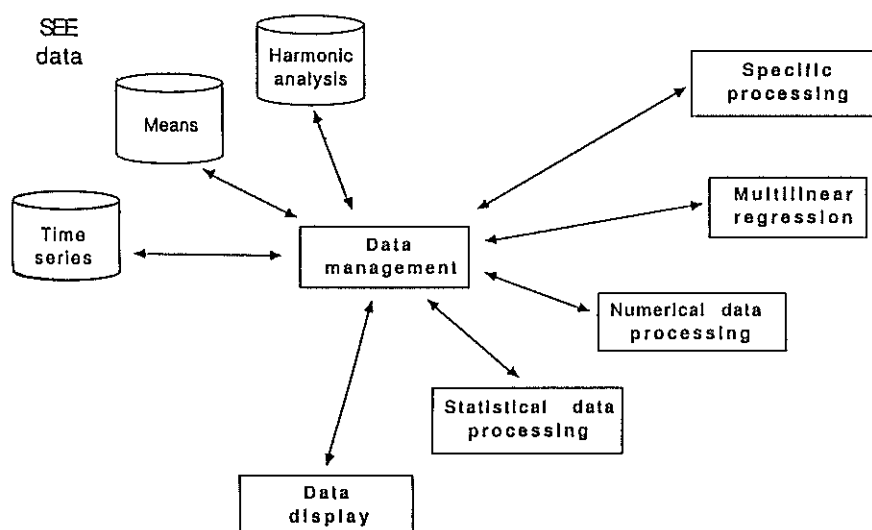 SEE
data
Harmonic
analysis
Means
Time
series
Data
management
Specific
processing
Multilinear
regression
Numerical data
processing
Statistical data
processing
Data
display